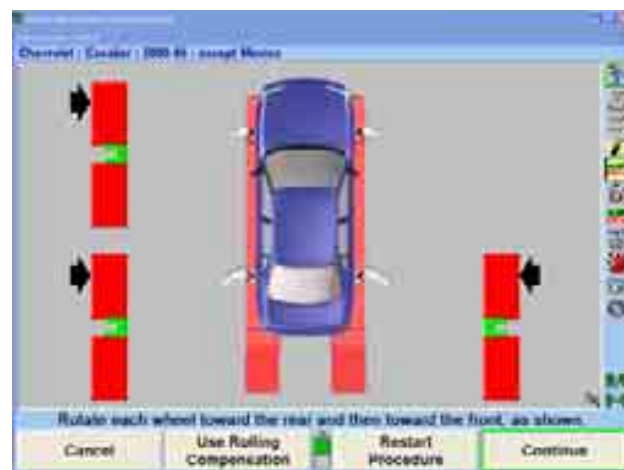 Chevrolet : Cavalier : 2000-05 : except Mexico
Rotate each wheel toward the rear and then toward the front, as shown.
Cancel
Use Rolling
Compensation
Restart
Procedure
Continue